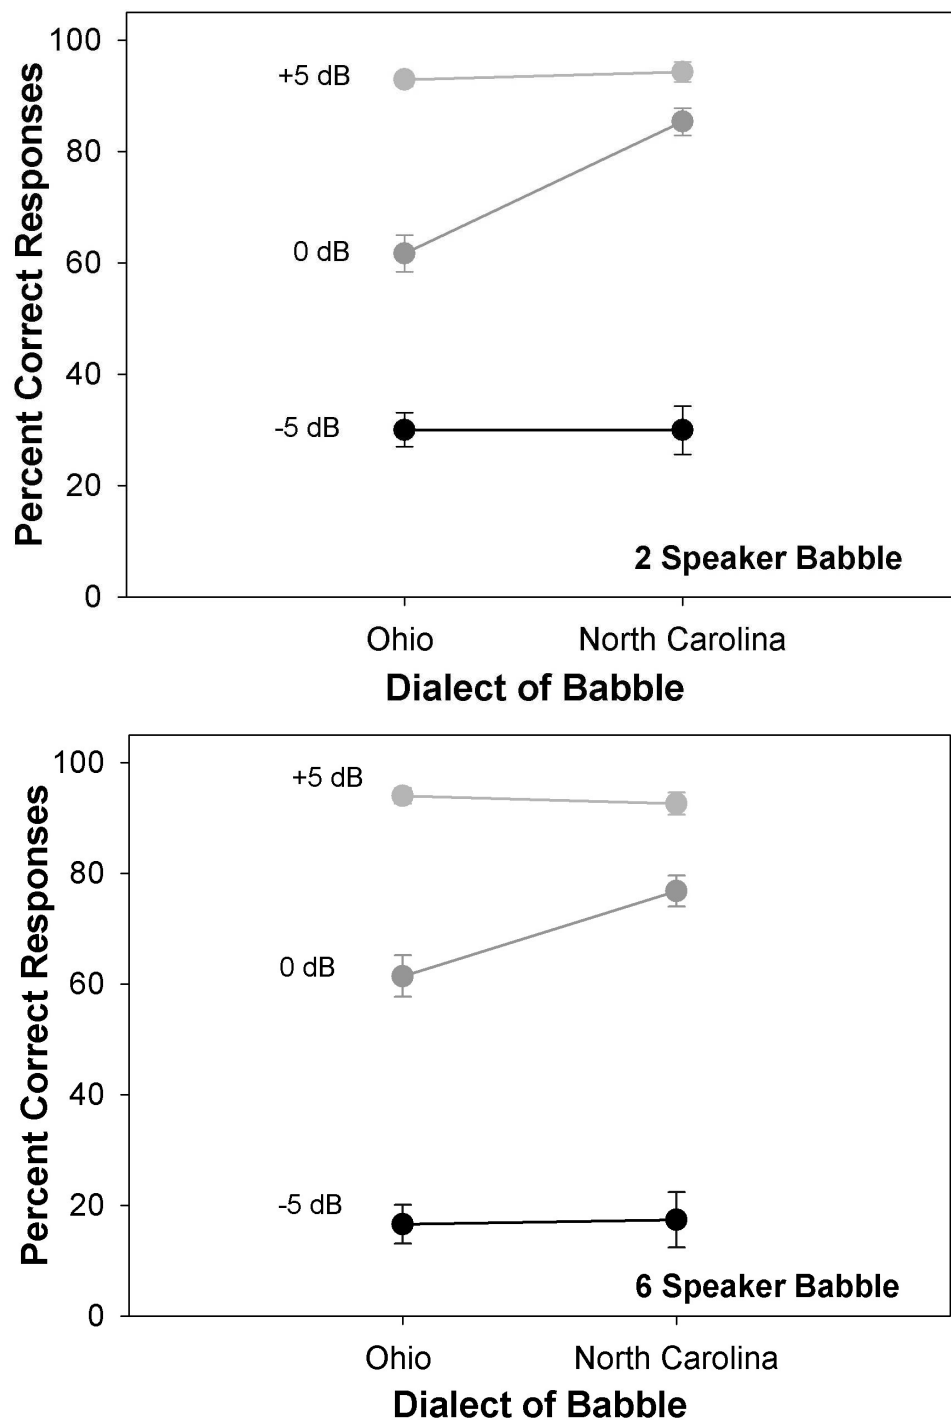 100
80
60
40
20
0
Percent Correct Responses
+5 dB
0 dB
-5 dB
2 Speaker Babble
Ohio
North Carolina
Dialect of Babble
100
80
60
40
20
0
Percent Correct Responses
+5 dB
0 dB
-5 dB
6 Speaker Babble
Ohio
North Carolina
Dialect of Babble